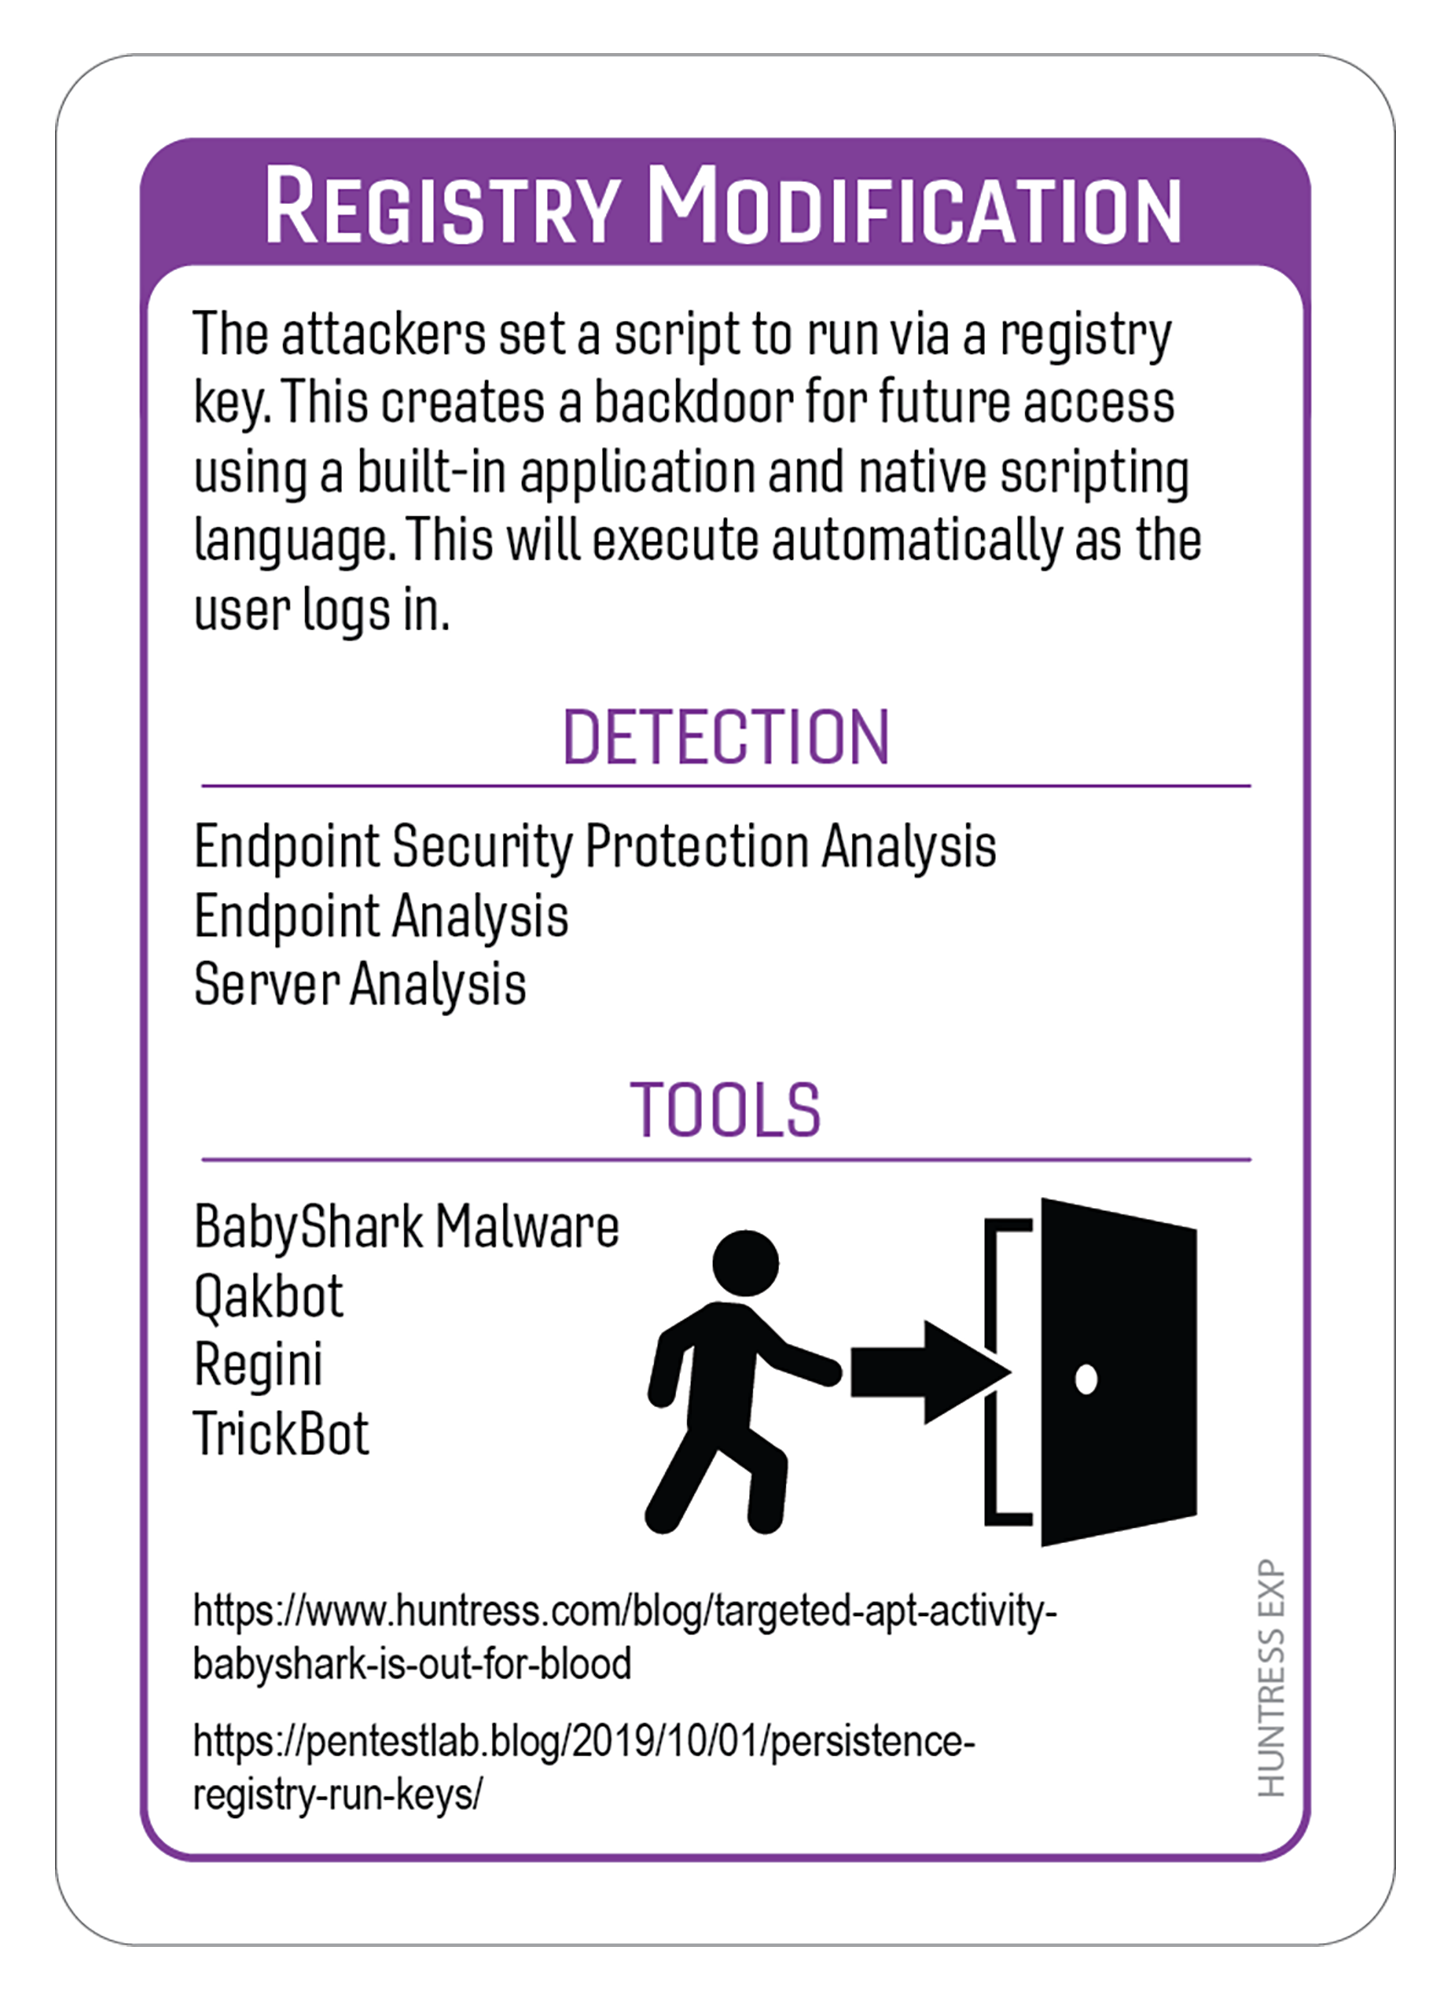 REGISTRY MODIFICATION
The attackers set a script to run via a registry
key. This creates a backdoor for future access
using a built-in application and native scripting
language. This will execute automatically as the
user logs in.
DETECTION
Endpoint Security Protection Analysis
Endpoint Analysis
Server Analysis
TOOLS
BabyShark Malware
Qakbot
Regini
TrickBot
https://www.huntress.com/blog/targeted-apt-activity-
babyshark-is-out-for-blood
https://pentestlab.blog/2019/10/01/persistence-
registry-run-keys/
HUNTRESS EXP